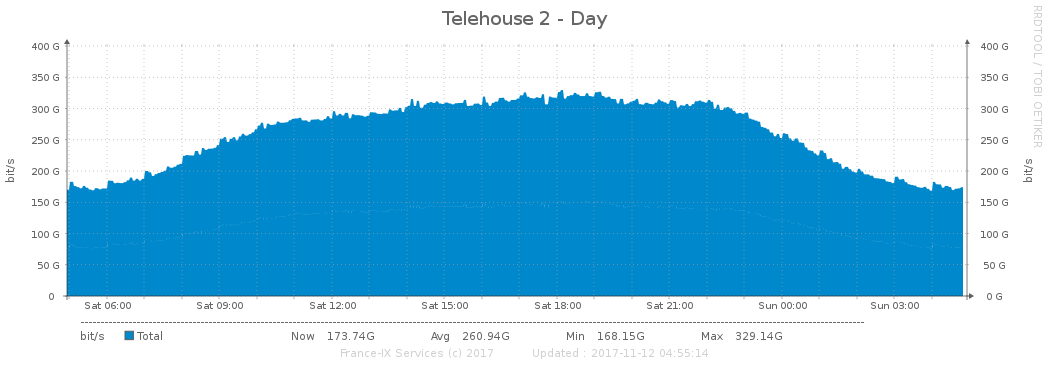 Telehouse 2 - Day
RRDTOOL / TOBI OETIKER
bit/s
400 G
350 G
300 G
250 G
200 G
150 G
100 G
50 G
0
400 G
350 G
300 G
250 G
200 G
150 G
100 G
50 G
0 G
bit/s
Sat 06:00 Sat 09:00 Sat 12:00 Sat 15:00 Sat 18:00 Sat 21:00 Sun 00:00 Sun 03:00
bit/s Total Now 173.74G Avg 260.94G Min 168.15G Max 329.14G
France-IX Services (c) 2017 Updated : 2017-11-12 04:55:14